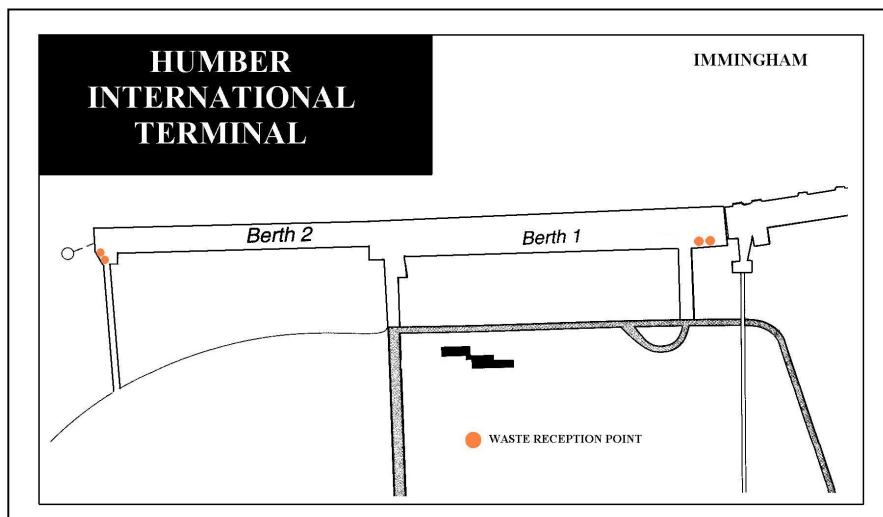 HUMBER
INTERNATIONAL
TERMINAL
IMMINGHAM
Berth 2
Berth 1
WASTE RECEPTION POINT